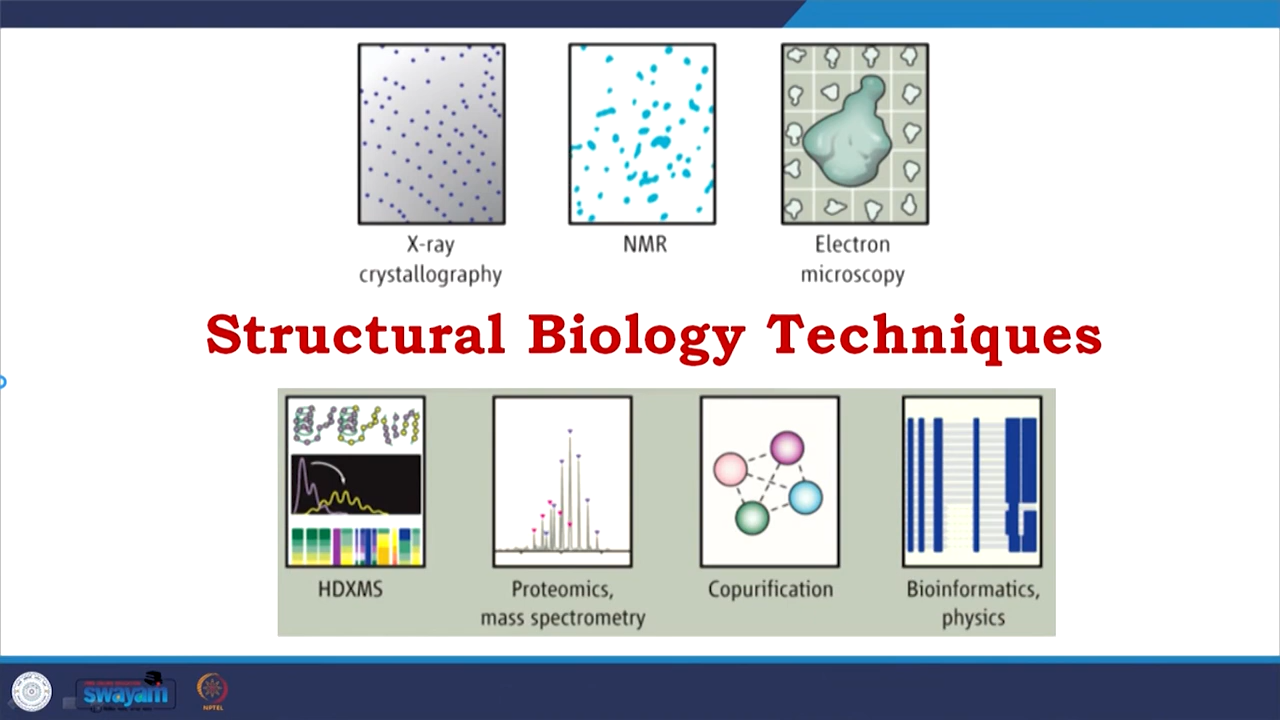 X-ray
crystallography
NMR
Electron
microscopy
Structural Biology Techniques
HDXMS
Proteomics,
mass spectrometry
Copurification
Bioinformatics,
physics
swayam
NPTEL